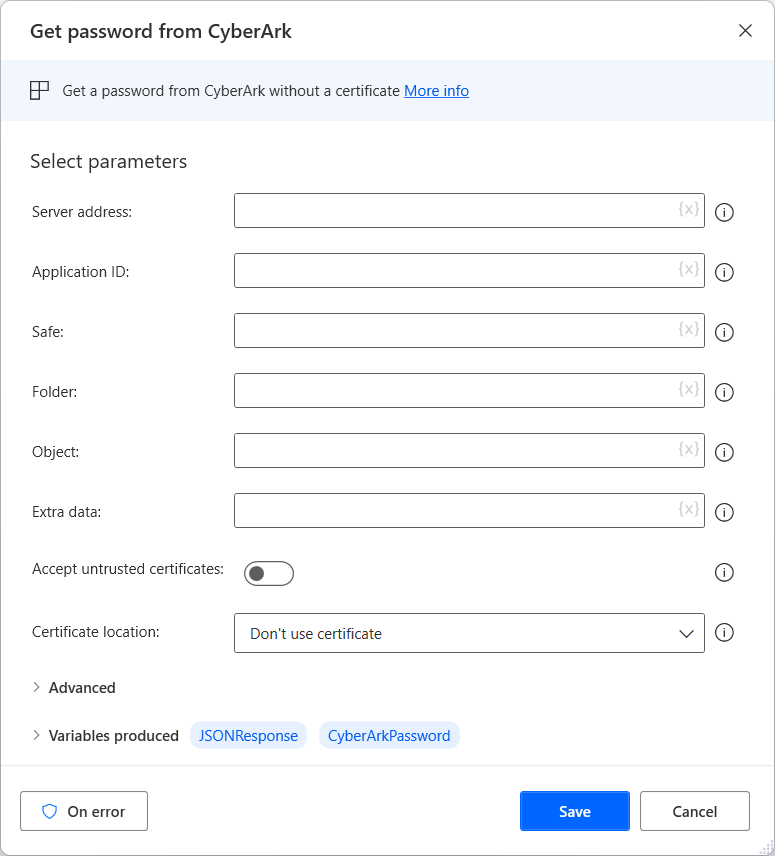 Get password from CyberArk
Get a password from CyberArk without a certificate More info
Select parameters
Server address:
{x}
Application ID:
{x}
Safe:
{x}
Folder:
{x}
Object:
{x}
Extra data:
{x}
Accept untrusted certificates:
Certificate location:
Don't use certificate
Advanced
Variables produced JSONResponse CyberArkPassword
On error Save Cancel